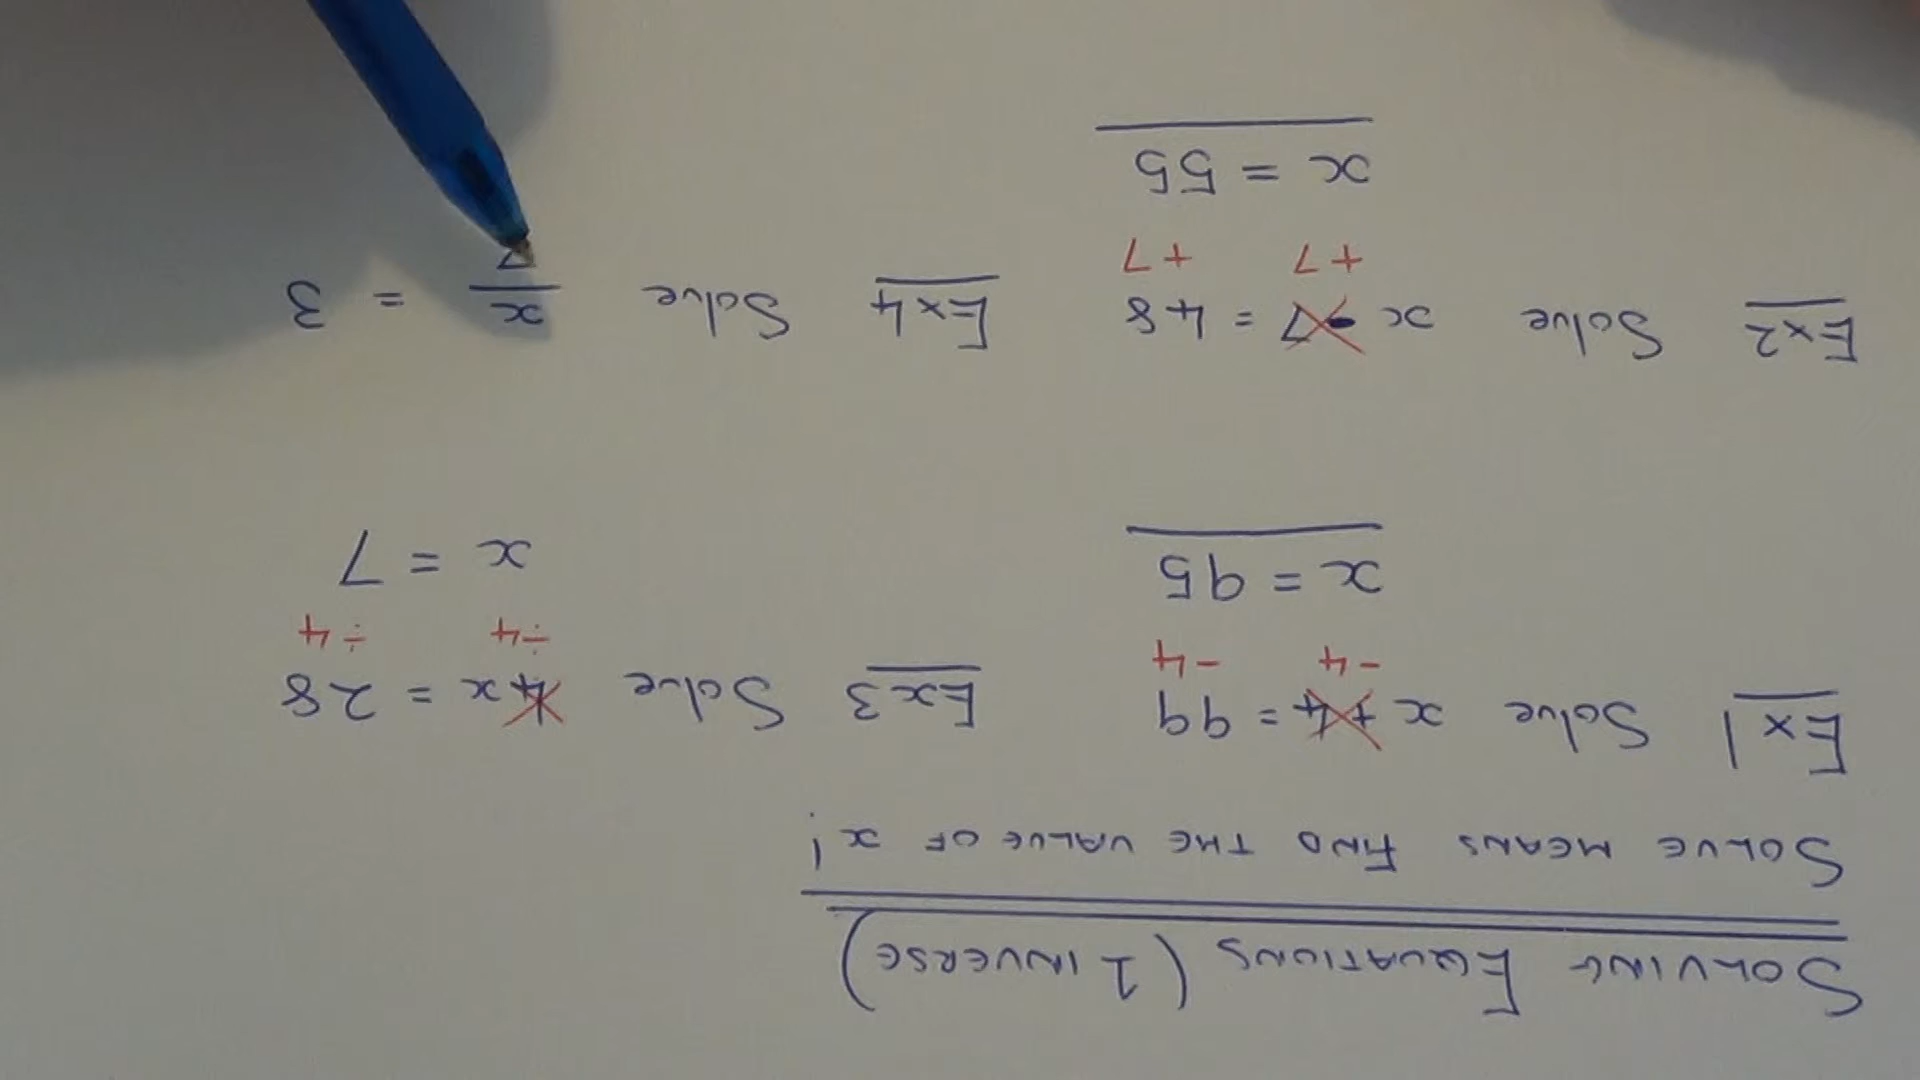 SOLVING EQUATIONS (1 INVERSE)
SOLVE MEANS FIND THE VALUE OF x!
Ex1 Solve x+4 = 99
-4 -4
x = 95
Ex2 Solve x-7 = 48
+7 +7
x = 55
Ex3 Solve 4x = 28
÷4 ÷4
x = 7
Ex4 Solve x/7 = 3